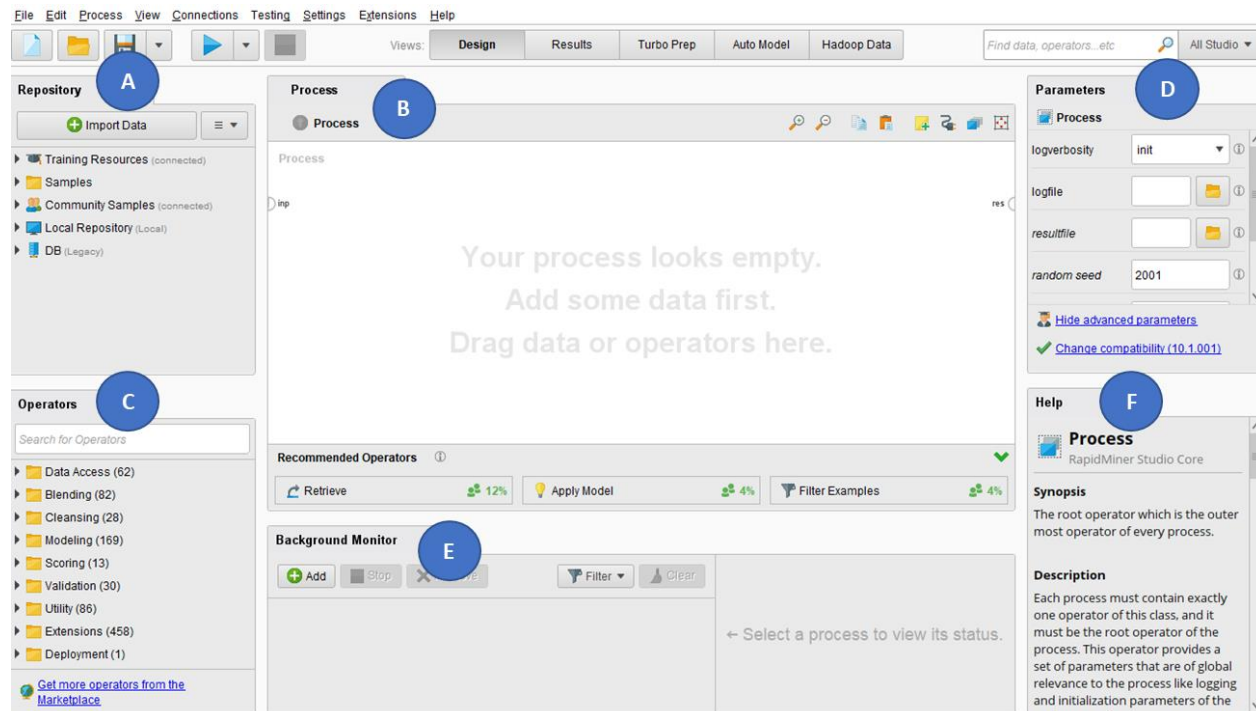 File Edit Process View Connections Testing Settings Extensions Help
Views: Design Results Turbo Prep Auto Model Hadoop Data
Find data, operators...etc
All Studio
Repository
A
Import Data
Training Resources (connected)
Samples
Community Samples (connected)
Local Repository (Local)
DB (Legacy)
Operators
C
Search for Operators
Data Access (62)
Blending (82)
Cleansing (28)
Modeling (169)
Scoring (13)
Validation (30)
Utility (86)
Extensions (458)
Deployment (1)
Get more operators from the
Marketplace
Process
B
Process
Process
inp
res
Your process looks empty.
Add some data first.
Drag data or operators here.
Recommended Operators
Retrieve 12%
Apply Model 4%
Filter Examples 4%
Background Monitor
E
Add Stop Filter Clear
← Select a process to view its status.
Parameters
D
Process
logverbosity init
logfile
resultfile
random seed 2001
Hide advanced parameters
Change compatibility (10.1.001)
Help
F
Process
RapidMiner Studio Core
Synopsis
The root operator which is the outer
most operator of every process.
Description
Each process must contain exactly
one operator of this class, and it
must be the root operator of the
process. This operator provides a
set of parameters that are of global
relevance to the process like logging
and initialization parameters of the